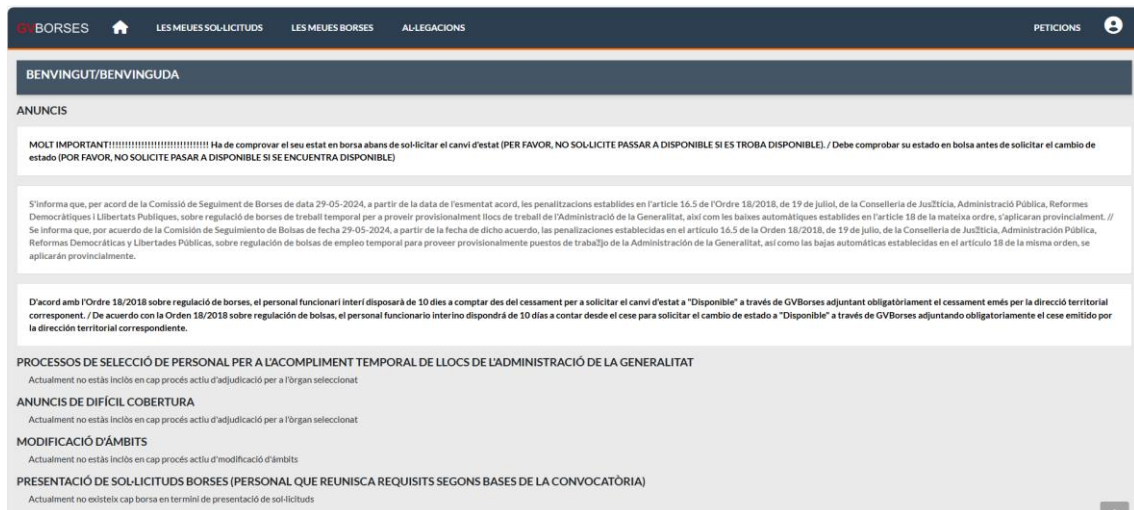 GVBORSES LES MEUES SOL·LICITUDS LES MEUES BORSES AL·LEGACIONS PETICIONS
BENVINGUT/BENVINGUDA
ANUNCIS
MOLT IMPORTANT!!!!!!!!!!!!!!!!!!!!!!!!!!!!!!! Ha de comprovar el seu estat en borsa abans de sol·licitar el canvi d'estat (PER FAVOR, NO SOL·LICITE PASSAR A DISPONIBLE SI ES TROBA DISPONIBLE). / Debe comprobar su estado en bolsa antes de solicitar el cambio de
estado (POR FAVOR, NO SOLICITE PASAR A DISPONIBLE SI SE ENCUENTRA DISPONIBLE)
S'informa que, per acord de la Comissió de Seguiment de Borses de data 29-05-2024, a partir de la data de l'esmentat acord, les penalitzacions establides en l'article 16.5 de l'Ordre 18/2018, de 19 de juliol, de la Conselleria de Jus￼tícia, Administració Pública, Reformes
Democràtiques i Llibertats Publiques, sobre regulació de borses de treball temporal per a proveir provisionalment llocs de treball de l'Administració de la Generalitat, així com les baixes automàtiques establides en l'article 18 de la mateixa ordre, s'aplicaran provincialment. //
Se informa que, por acuerdo de la Comisión de Seguimiento de Bolsas de fecha 29-05-2024, a partir de la fecha de dicho acuerdo, las penalizaciones establecidas en el artículo 16.5 de la Orden 18/2018, de 19 de julio, de la Conselleria de Jus￼ticia, Administración Pública,
Reformas Democráticas y Libertades Públicas, sobre regulación de bolsas de empleo temporal para proveer provisionalmente puestos de traba￼jo de la Administración de la Generalitat, así como las bajas automáticas establecidas en el artículo 18 de la misma orden, se
aplicarán provincialmente.
D'acord amb l'Ordre 18/2018 sobre regulació de borses, el personal funcionari interí disposarà de 10 dies a comptar des del cessament per a solicitar el canvi d'estat a "Disponible" a través de GVBorses adjuntant obligatòriament el cessament emés per la direcció territorial
corresponent. / De acuerdo con la Orden 18/2018 sobre regulación de bolsas, el personal funcionario interino dispondrá de 10 días a contar desde el cese para solicitar el cambio de estado a "Disponible" a través de GVBorses adjuntando obligatoriamente el cese emitido por
la dirección territorial correspondiente.
PROCESSOS DE SELECCIÓ DE PERSONAL PER A L'ACOMPLIMENT TEMPORAL DE LLOCS DE L'ADMINISTRACIÓ DE LA GENERALITAT
Actualment no estàs inclòs en cap procés actiu d'adjudicació per a l'òrgan seleccionat
ANUNCIS DE DIFÍCIL COBERTURA
Actualment no estàs inclòs en cap procés actiu d'adjudicació per a l'òrgan seleccionat
MODIFICACIÓ D'ÁMBITS
Actualment no estàs inclòs en cap procés actiu d'modificació d'ámbits
PRESENTACIÓ DE SOL·LICITUDS BORSES (PERSONAL QUE REUNISCA REQUISITS SEGONS BASES DE LA CONVOCATÒRIA)
Actualment no existeix cap borsa en termini de presentació de sol·licituds